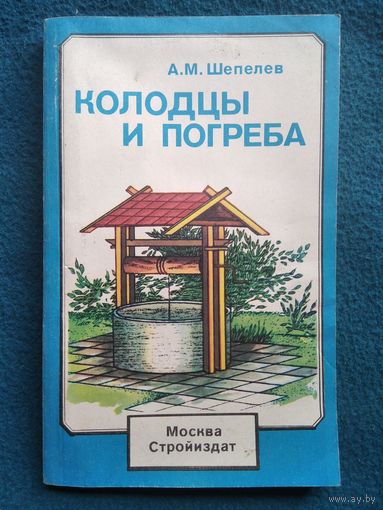 А.М. Шепелев
КОЛОДЦЫ
И ПОГРЕБА
Москва
Стройиздат
www.ay.by